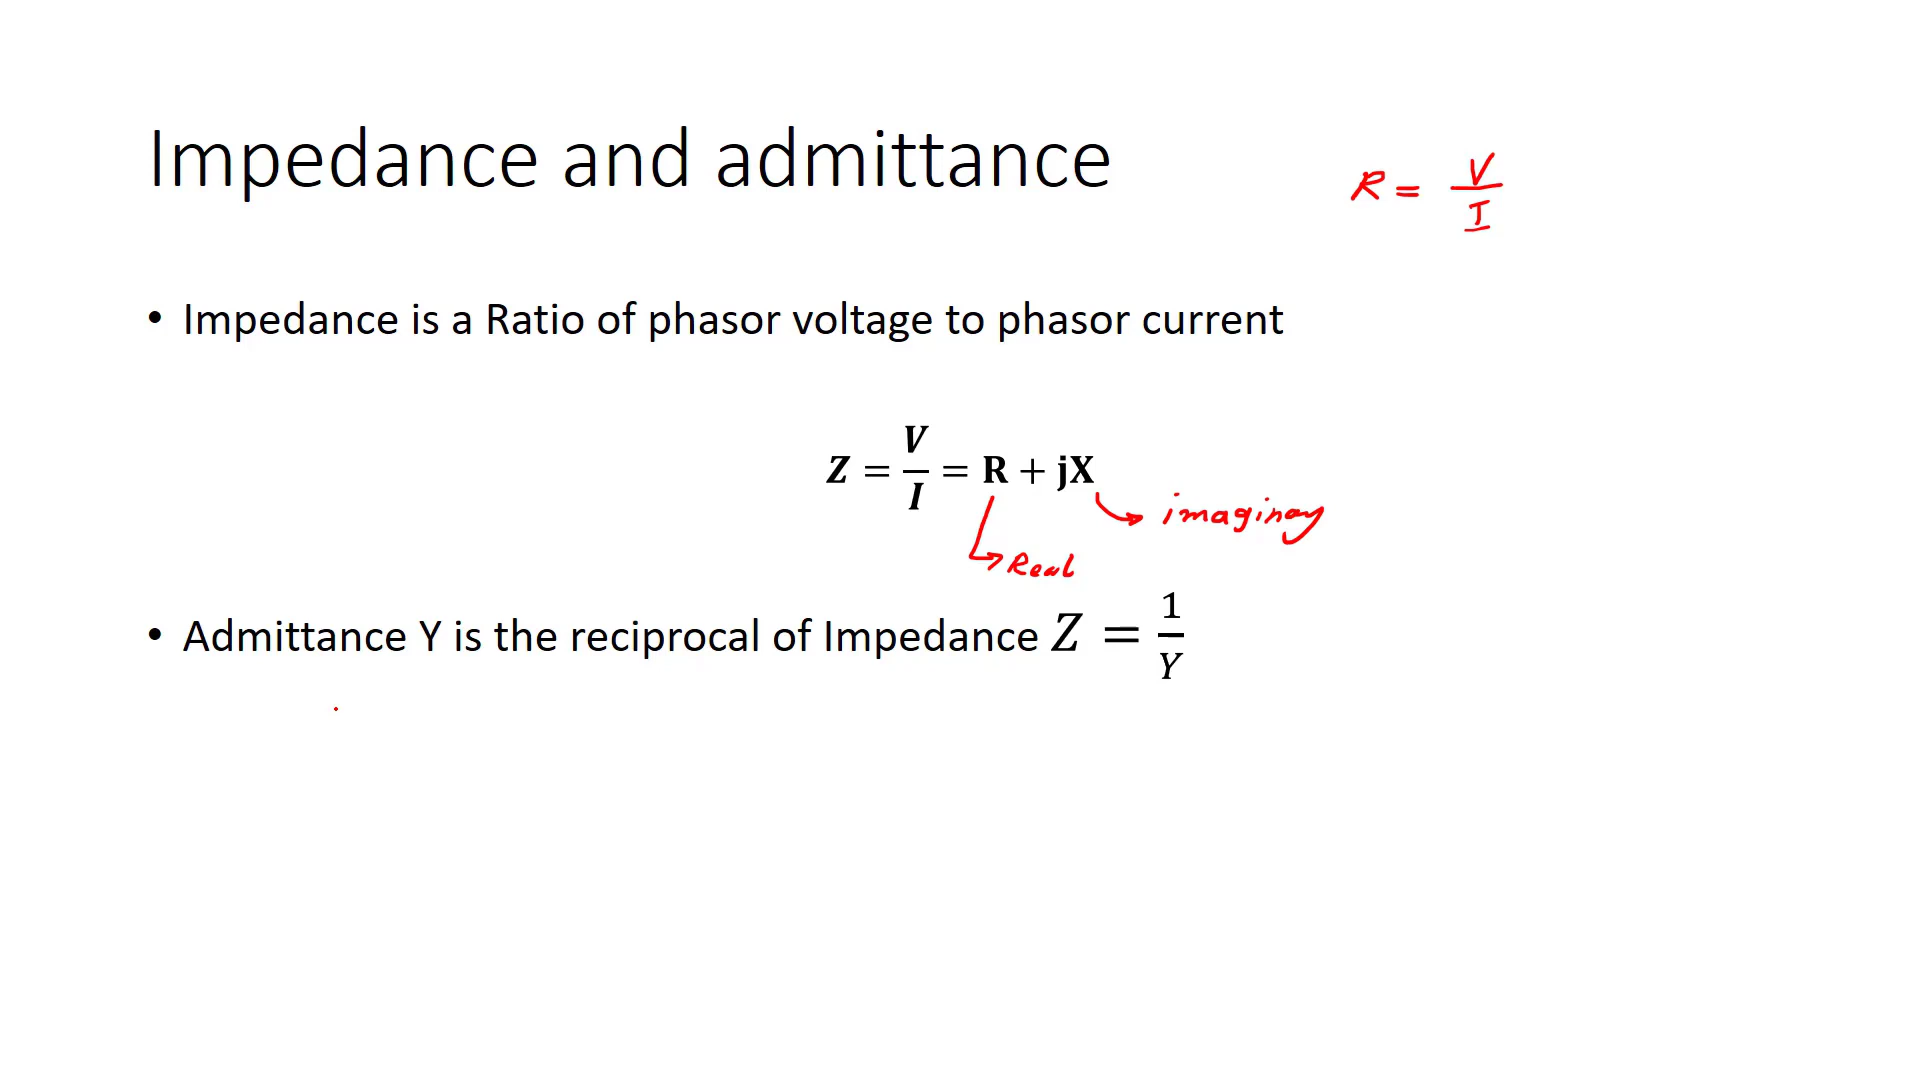 Impedance and admittance
R = V/I
• Impedance is a Ratio of phasor voltage to phasor current
Z = V/I = R + jX
imaginay
Real
• Admittance Y is the reciprocal of Impedance Z = 1/Y